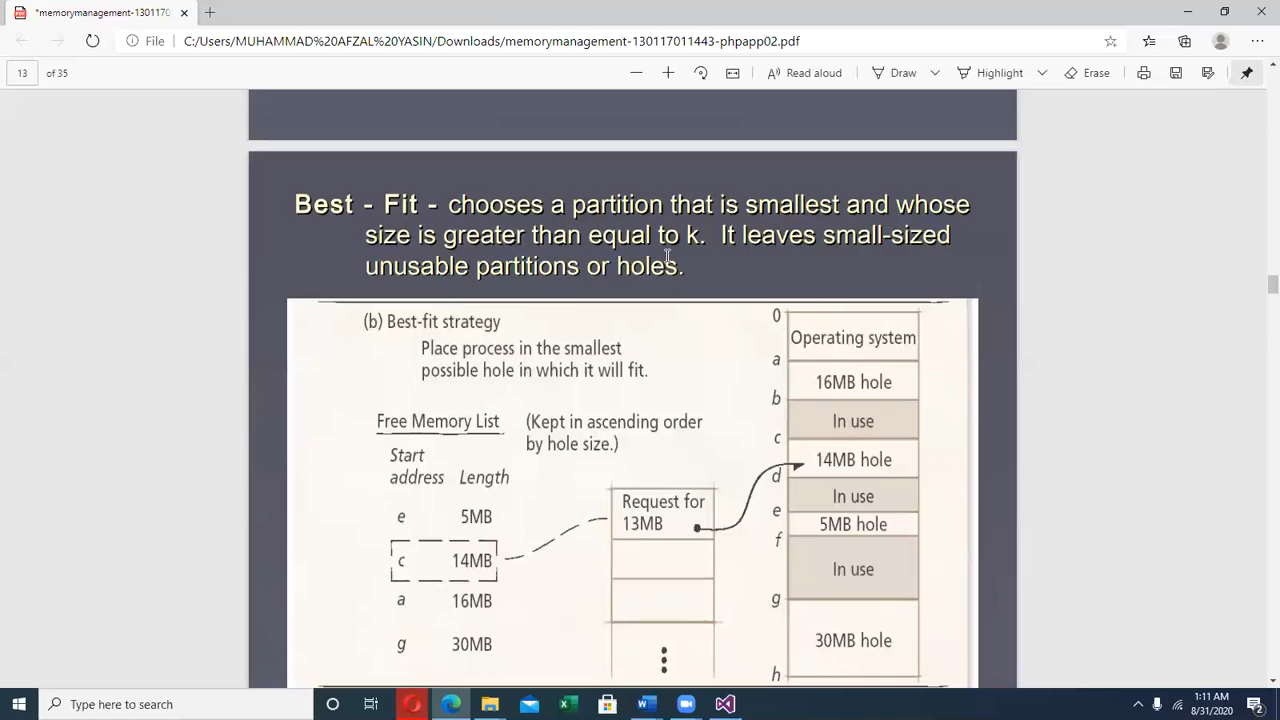 *memorymanagement-1301170
File
C:/Users/MUHAMMAD%20AFZAL%20YASIN/Downloads/memorymanagement-130117011443-phpapp02.pdf
13 of 35
Read aloud
Draw
Highlight
Erase
Best - Fit - chooses a partition that is smallest and whose
size is greater than equal to k. It leaves small-sized
unusable partitions or holes.
(b) Best-fit strategy
Place process in the smallest
possible hole in which it will fit.
Free Memory List
(Kept in ascending order
by hole size.)
Start
address Length
e 5MB
c 14MB
a 16MB
g 30MB
Request for
13MB
0
Operating system
a
16MB hole
b
In use
c
14MB hole
d
In use
e
5MB hole
f
In use
g
30MB hole
h
Type here to search
1:11 AM
8/31/2020
2